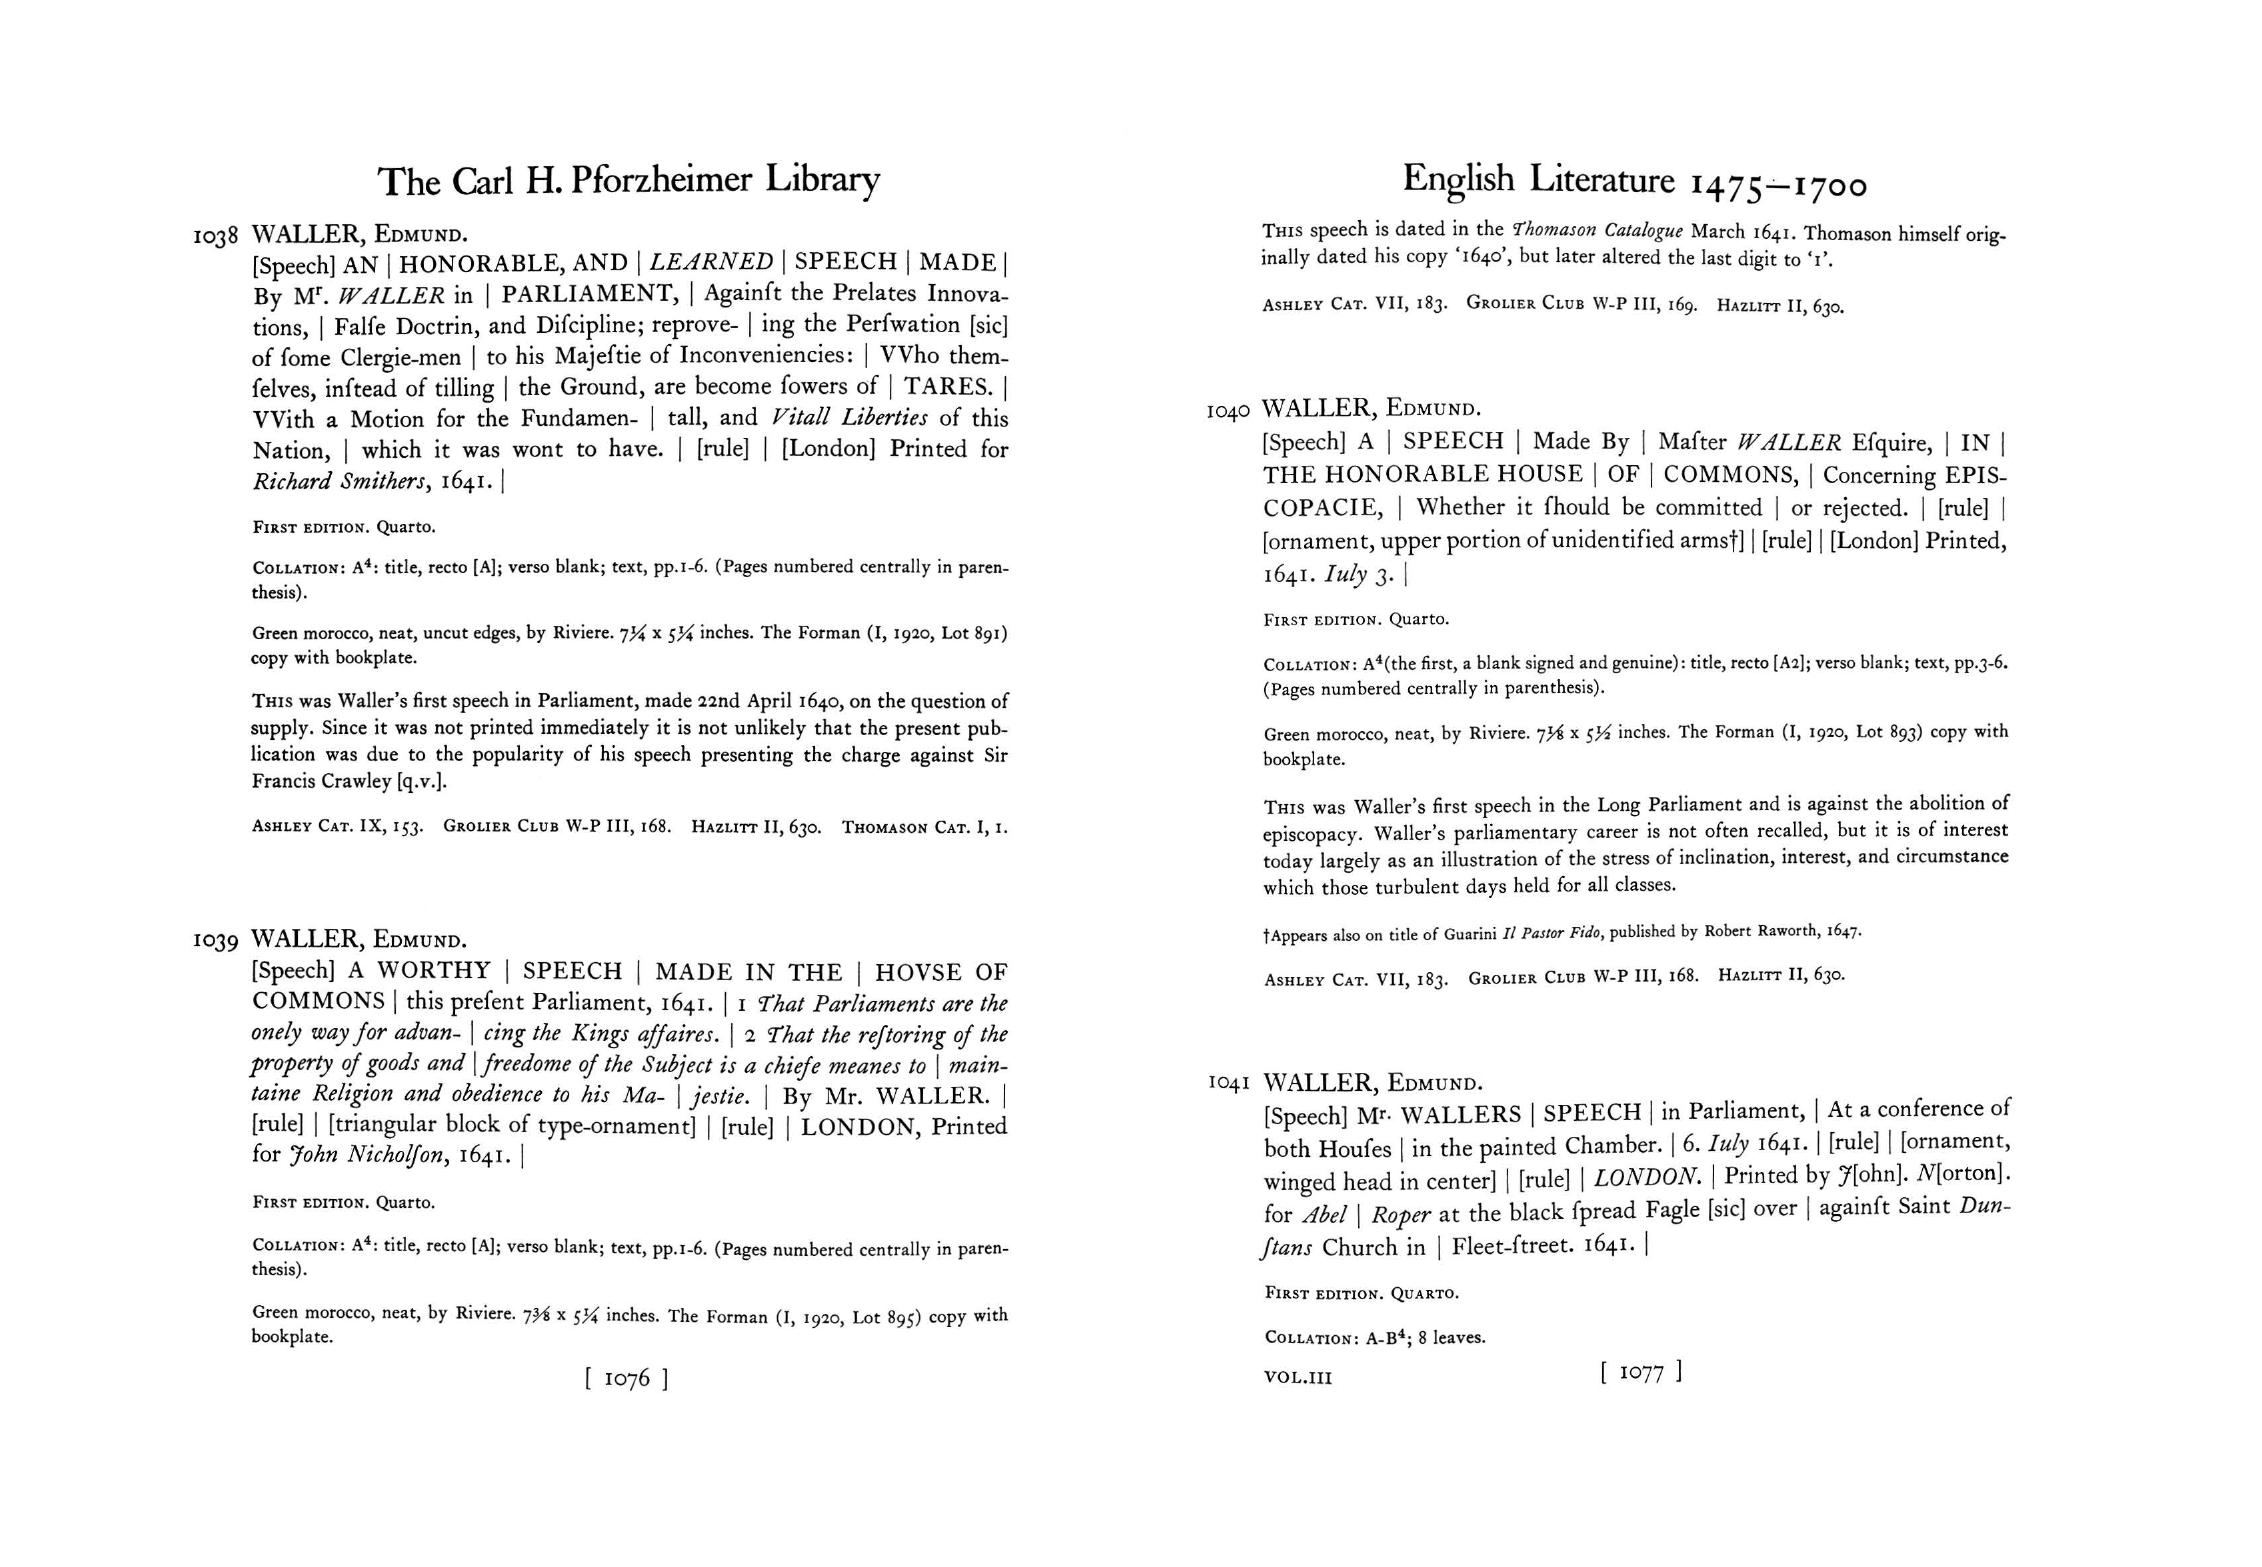 The Carl H. Pforzheimer Library
1038 WALLER, EDMUND.
[Speech] AN | HONORABLE, AND | LEARNED | SPEECH | MADE |
By Mʳ. WALLER in | PARLIAMENT, | Againſt the Prelates Innova-
tions, | Falſe Doctrin, and Diſcipline; reprove- | ing the Perſwation [sic]
of ſome Clergie-men | to his Majeſtie of Inconveniencies: | VVho them-
ſelves, inſtead of tilling | the Ground, are become ſowers of | TARES. |
VVith a Motion for the Fundamen- | tall, and Vitall Liberties of this
Nation, | which it was wont to have. | [rule] | [London] Printed for
Richard Smithers, 1641. |
FIRST EDITION. Quarto.
COLLATION: A⁴: title, recto [A]; verso blank; text, pp.1-6. (Pages numbered centrally in paren-
thesis).
Green morocco, neat, uncut edges, by Riviere. 7¼ x 5¼ inches. The Forman (I, 1920, Lot 891)
copy with bookplate.
THIS was Waller's first speech in Parliament, made 22nd April 1640, on the question of
supply. Since it was not printed immediately it is not unlikely that the present pub-
lication was due to the popularity of his speech presenting the charge against Sir
Francis Crawley [q.v.].
ASHLEY CAT. IX, 153. GROLIER CLUB W-P III, 168. HAZLITT II, 630. THOMASON CAT. I, 1.
1039 WALLER, EDMUND.
[Speech] A WORTHY | SPEECH | MADE IN THE | HOVSE OF
COMMONS | this preſent Parliament, 1641. | 1 That Parliaments are the
onely way for advan- | cing the Kings affaires. | 2 That the reſtoring of the
property of goods and | freedome of the Subject is a chiefe meanes to | main-
taine Religion and obedience to his Ma- | jestie. | By Mr. WALLER. |
[rule] | [triangular block of type-ornament] | [rule] | LONDON, Printed
for John Nicholſon, 1641. |
FIRST EDITION. Quarto.
COLLATION: A⁴: title, recto [A]; verso blank; text, pp.1-6. (Pages numbered centrally in paren-
thesis).
Green morocco, neat, by Riviere. 7⅜ x 5¼ inches. The Forman (I, 1920, Lot 895) copy with
bookplate.
[ 1076 ]
English Literature 1475–1700
THIS speech is dated in the Thomason Catalogue March 1641. Thomason himself orig-
inally dated his copy '1640', but later altered the last digit to '1'.
ASHLEY CAT. VII, 183. GROLIER CLUB W-P III, 169. HAZLITT II, 630.
1040 WALLER, EDMUND.
[Speech] A | SPEECH | Made By | Maſter WALLER Eſquire, | IN |
THE HONORABLE HOUSE | OF | COMMONS, | Concerning EPIS-
COPACIE, | Whether it ſhould be committed | or rejected. | [rule] |
[ornament, upper portion of unidentified arms†] | [rule] | [London] Printed,
1641. Iuly 3. |
FIRST EDITION. Quarto.
COLLATION: A⁴(the first, a blank signed and genuine): title, recto [A2]; verso blank; text, pp.3-6.
(Pages numbered centrally in parenthesis).
Green morocco, neat, by Riviere. 7⅛ x 5½ inches. The Forman (I, 1920, Lot 893) copy with
bookplate.
THIS was Waller's first speech in the Long Parliament and is against the abolition of
episcopacy. Waller's parliamentary career is not often recalled, but it is of interest
today largely as an illustration of the stress of inclination, interest, and circumstance
which those turbulent days held for all classes.
†Appears also on title of Guarini Il Pastor Fido, published by Robert Raworth, 1647.
ASHLEY CAT. VII, 183. GROLIER CLUB W-P III, 168. HAZLITT II, 630.
1041 WALLER, EDMUND.
[Speech] Mʳ. WALLERS | SPEECH | in Parliament, | At a conference of
both Houſes | in the painted Chamber. | 6. Iuly 1641. | [rule] | [ornament,
winged head in center] | [rule] | LONDON. | Printed by J[ohn]. N[orton].
for Abel | Roper at the black ſpread Fagle [sic] over | againſt Saint Dun-
ſtans Church in | Fleet-ſtreet. 1641. |
FIRST EDITION. QUARTO.
COLLATION: A-B⁴; 8 leaves.
VOL.III [ 1077 ]